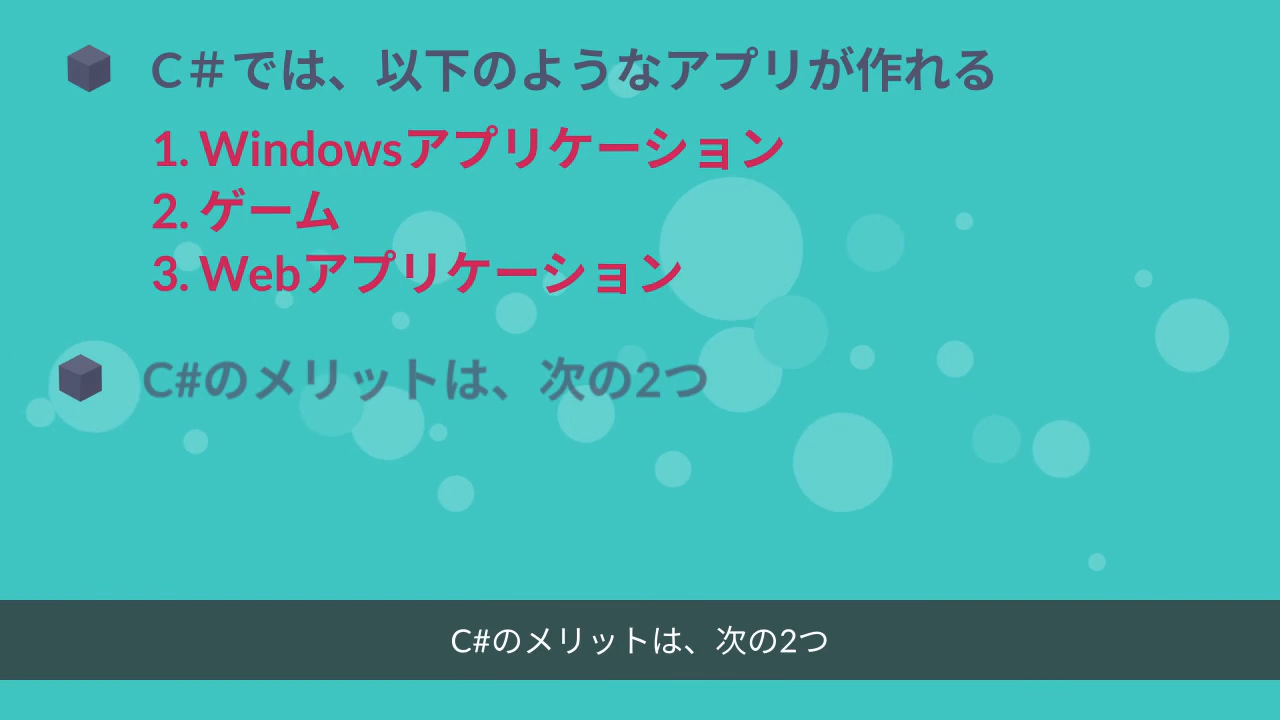 C＃では、以下のようなアプリが作れる
1. Windowsアプリケーション
2. ゲーム
3. Webアプリケーション
C#のメリットは、次の2つ
C#のメリットは、次の2つ